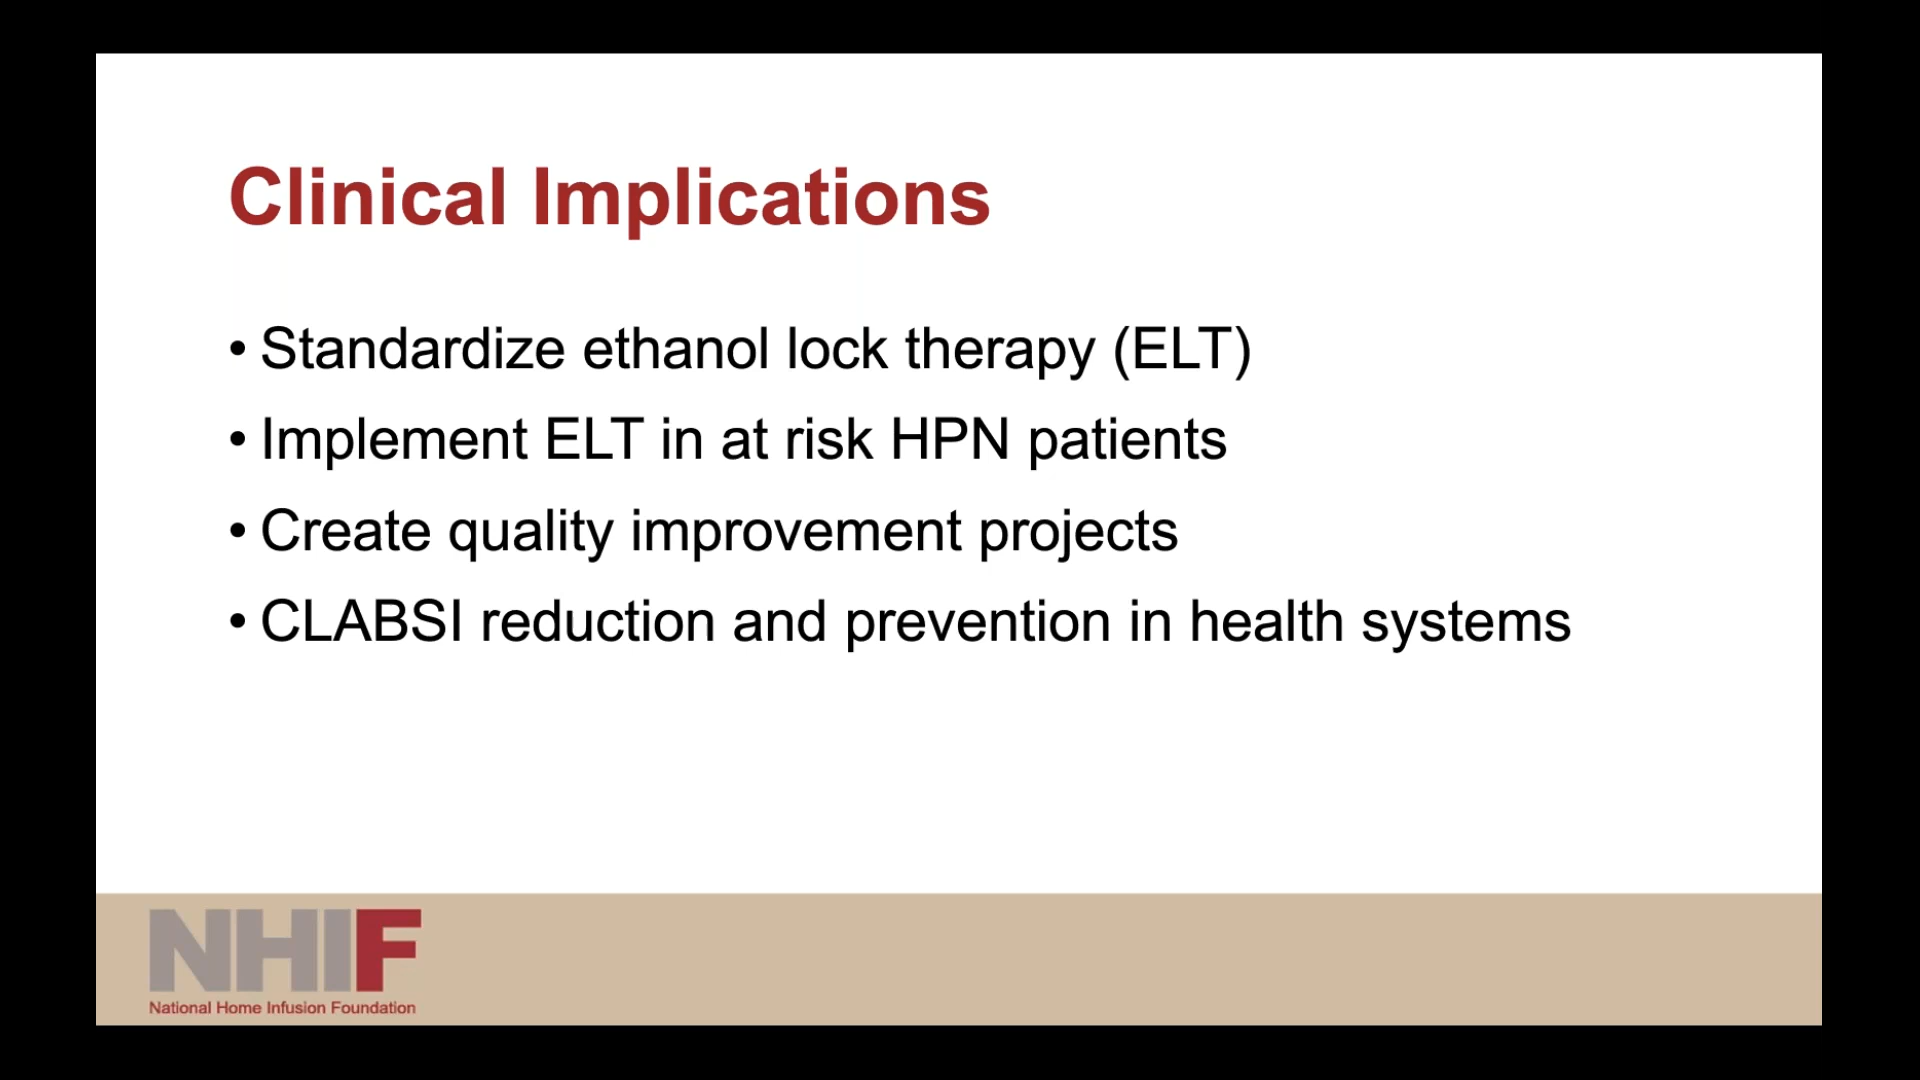 Clinical Implications
• Standardize ethanol lock therapy (ELT)
• Implement ELT in at risk HPN patients
• Create quality improvement projects
• CLABSI reduction and prevention in health systems
NHIF
National Home Infusion Foundation